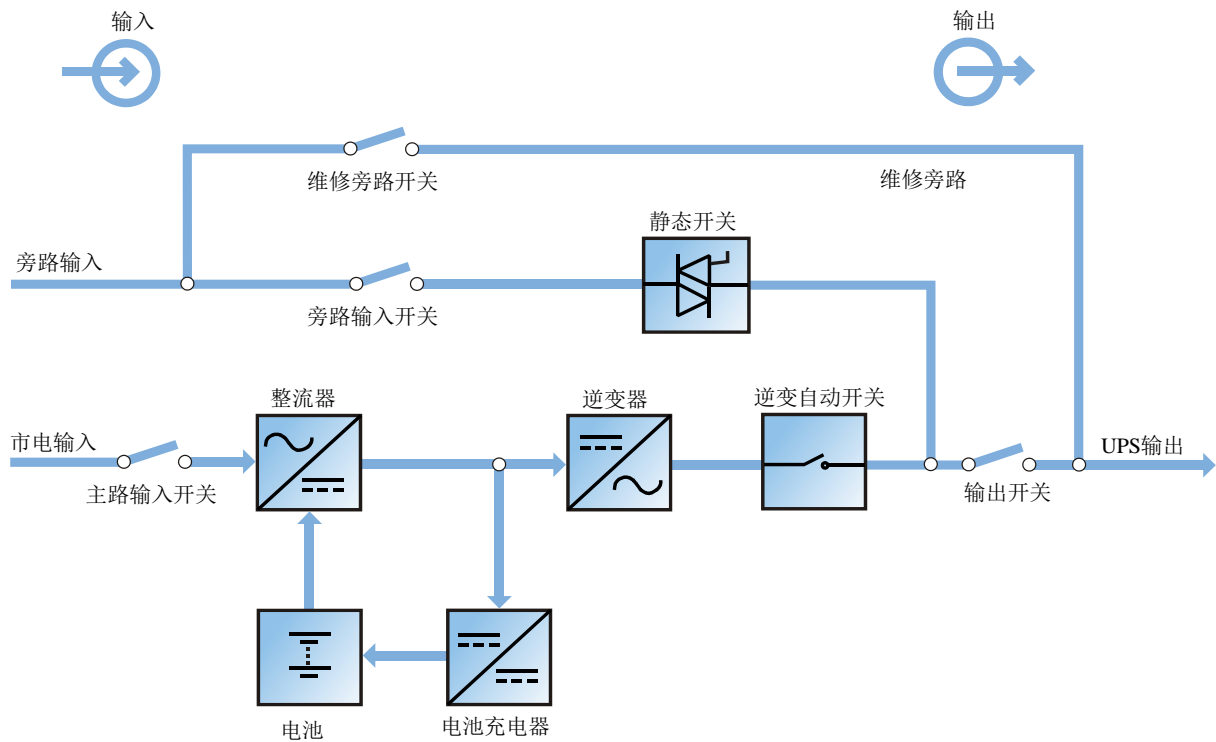 输入
输出
维修旁路开关
维修旁路
静态开关
旁路输入
旁路输入开关
整流器
逆变器
逆变自动开关
市电输入
UPS输出
主路输入开关
输出开关
电池
电池充电器